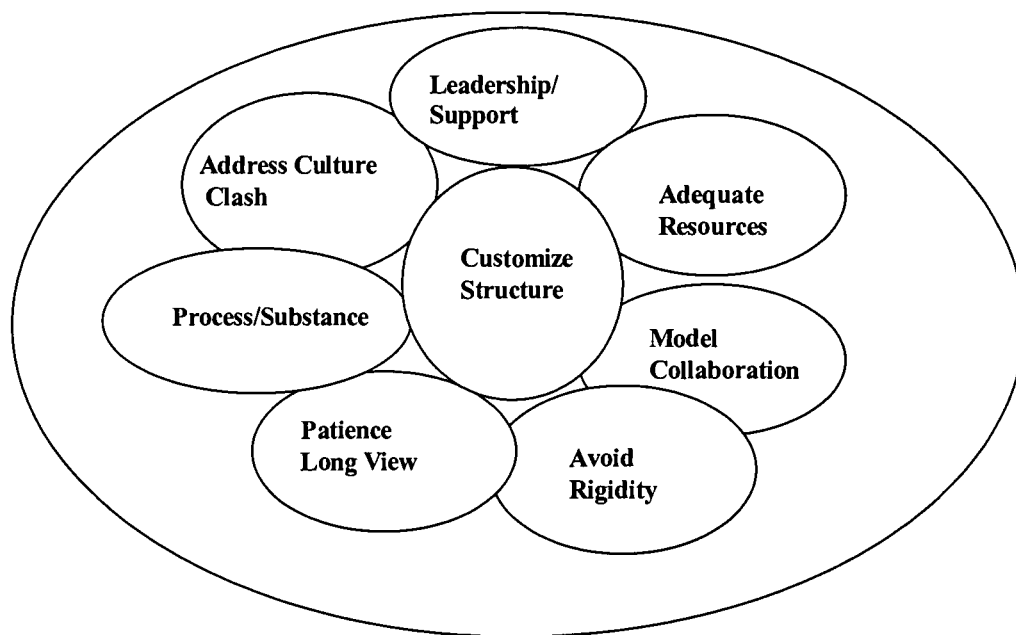 Leadership/
Support
Address Culture
Clash
Adequate
Resources
Customize
Structure
Process/Substance
Model
Collaboration
Patience
Long View
Avoid
Rigidity